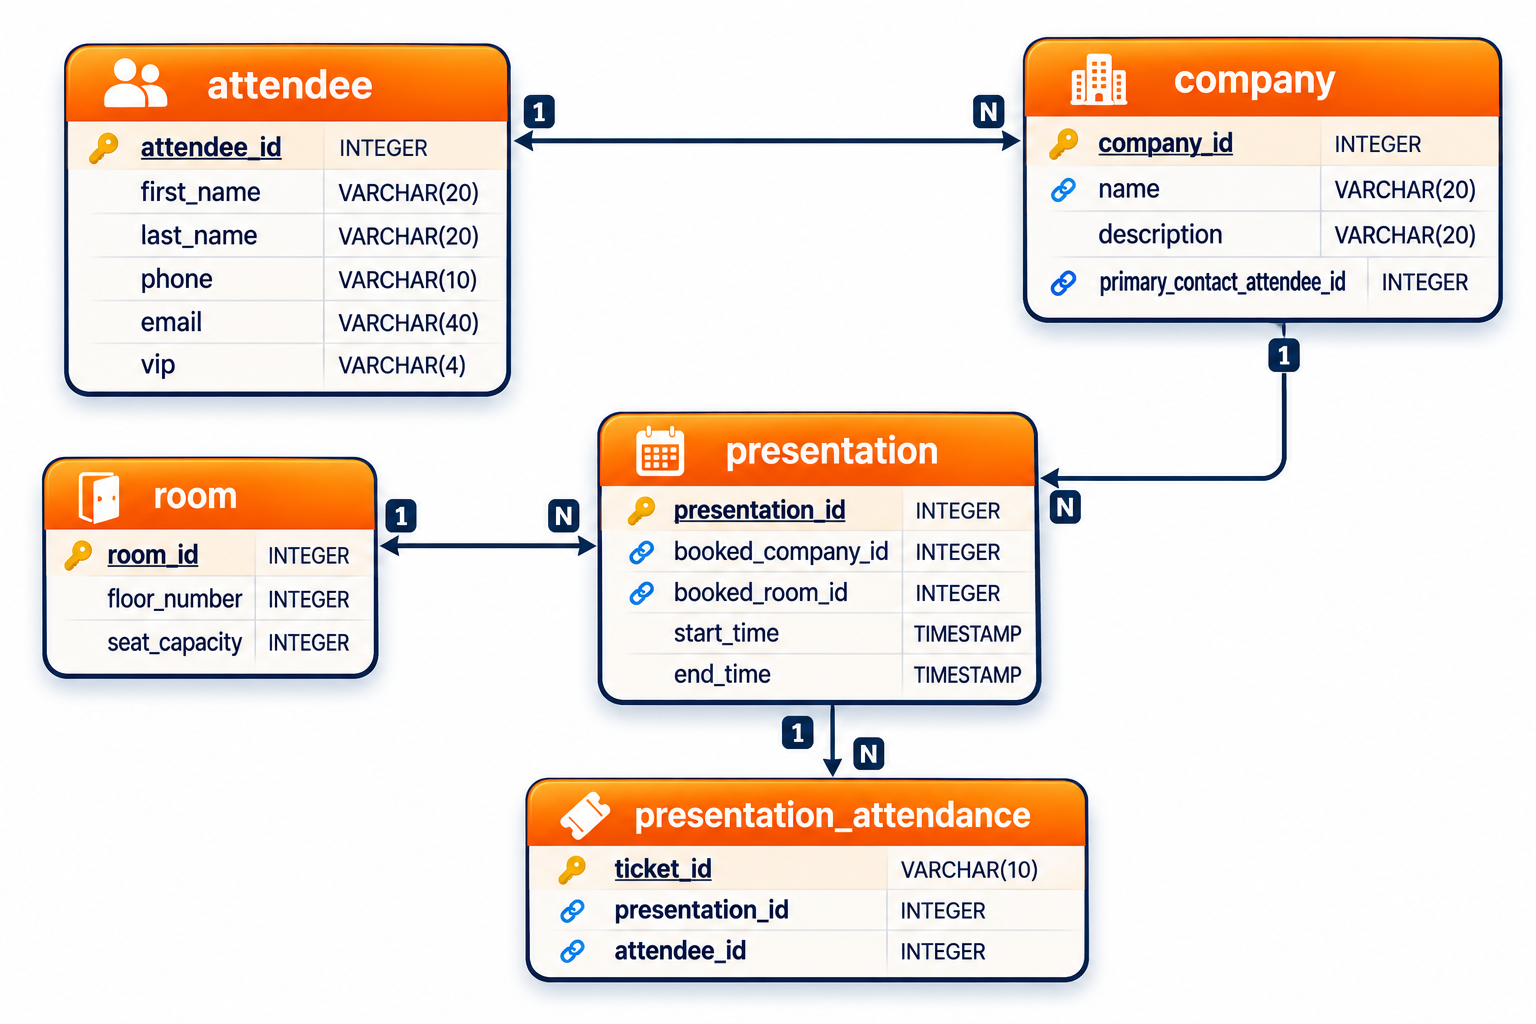 attendee
attendee_id INTEGER
first_name VARCHAR(20)
last_name VARCHAR(20)
phone VARCHAR(10)
email VARCHAR(40)
vip VARCHAR(4)
1
N
company
company_id INTEGER
name VARCHAR(20)
description VARCHAR(20)
primary_contact_attendee_id INTEGER
1
N
room
room_id INTEGER
floor_number INTEGER
seat_capacity INTEGER
1
N
presentation
presentation_id INTEGER
booked_company_id INTEGER
booked_room_id INTEGER
start_time TIMESTAMP
end_time TIMESTAMP
1
N
presentation_attendance
ticket_id VARCHAR(10)
presentation_id INTEGER
attendee_id INTEGER